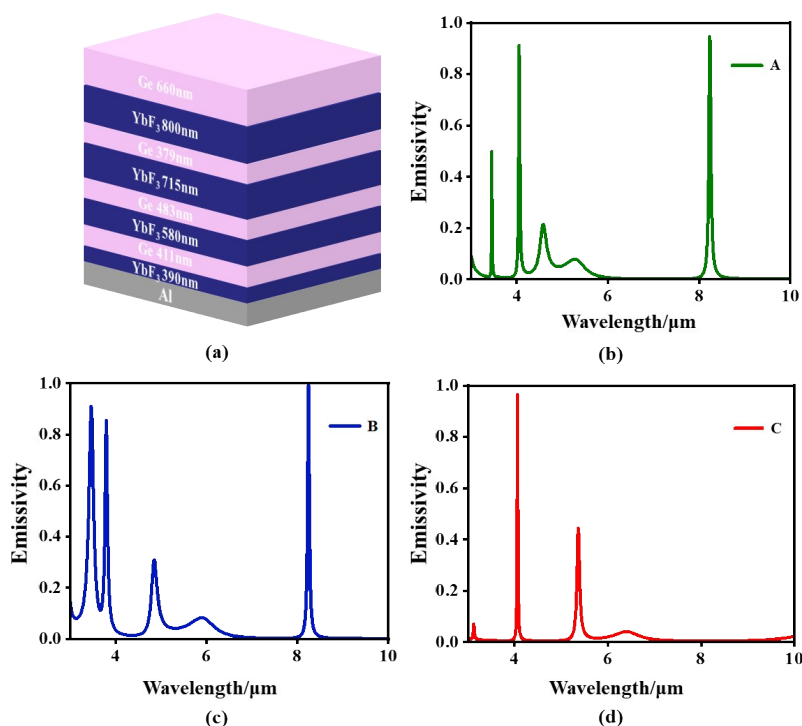 Ge 660nm
YbF3 800nm
Ge 379nm
YbF3 715nm
Ge 483nm
YbF3 580nm
Ge 411nm
YbF3 390nm
Al
(a)
1.0
0.8
0.6
0.4
0.2
0.0
Emissivity
A
4 6 8 10
Wavelength/μm
(b)
1.0
0.8
0.6
0.4
0.2
0.0
Emissivity
B
4 6 8 10
Wavelength/μm
(c)
1.0
0.8
0.6
0.4
0.2
0.0
Emissivity
C
4 6 8 10
Wavelength/μm
(d)